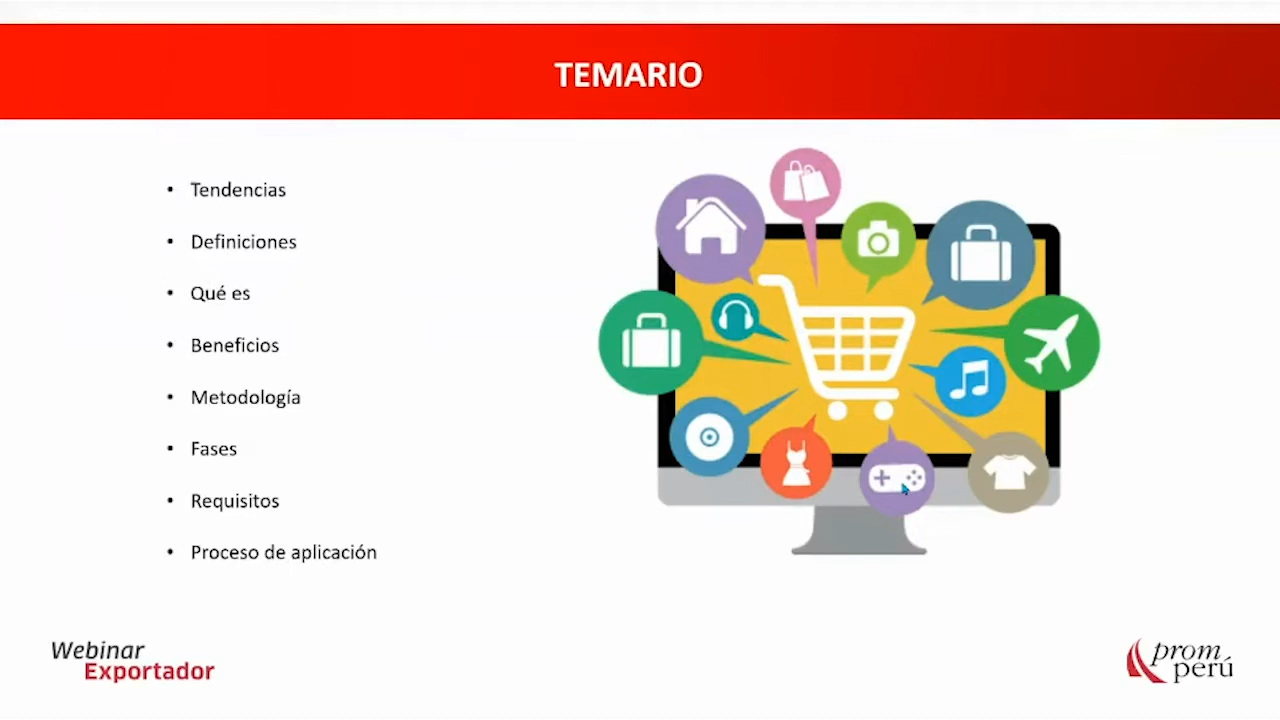 TEMARIO
• Tendencias
• Definiciones
• Qué es
• Beneficios
• Metodología
• Fases
• Requisitos
• Proceso de aplicación
Webinar
Exportador
prom
perú